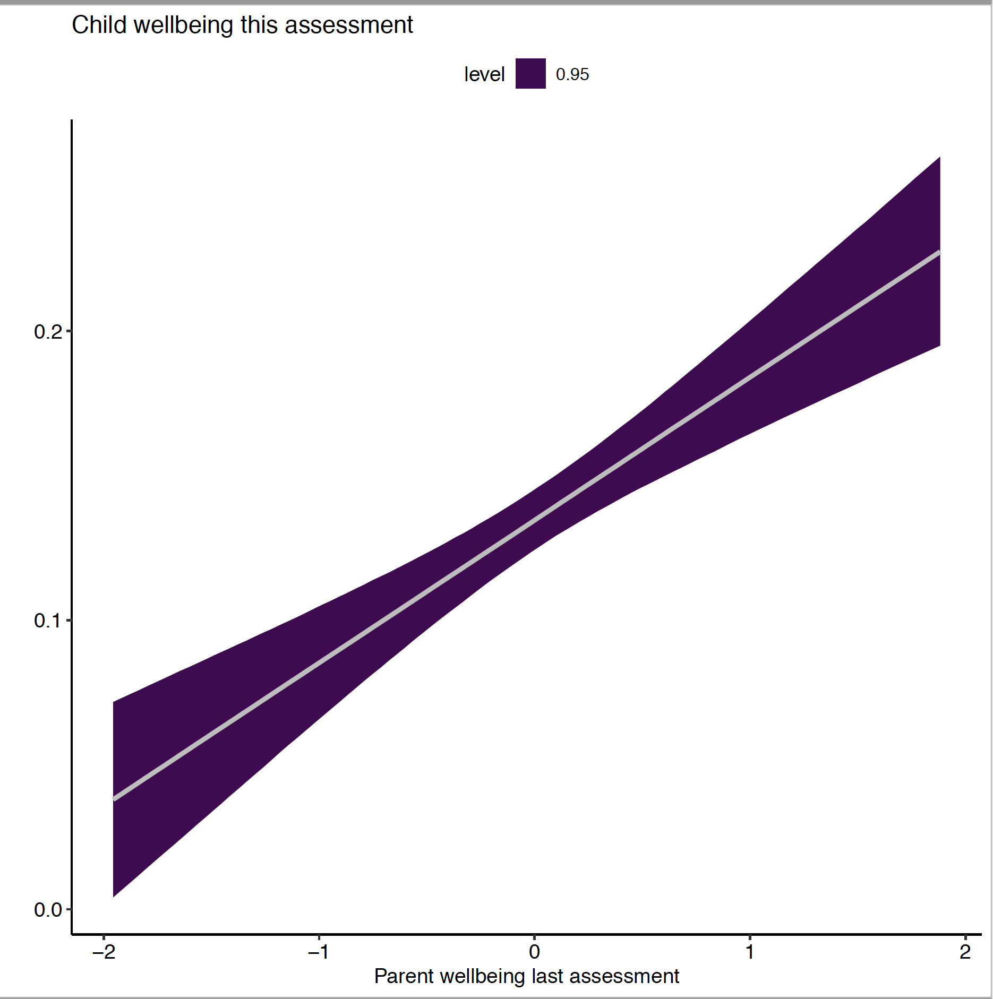 Child wellbeing this assessment
level 0.95
0.2
0.1
0.0
−2 −1 0 1 2
Parent wellbeing last assessment